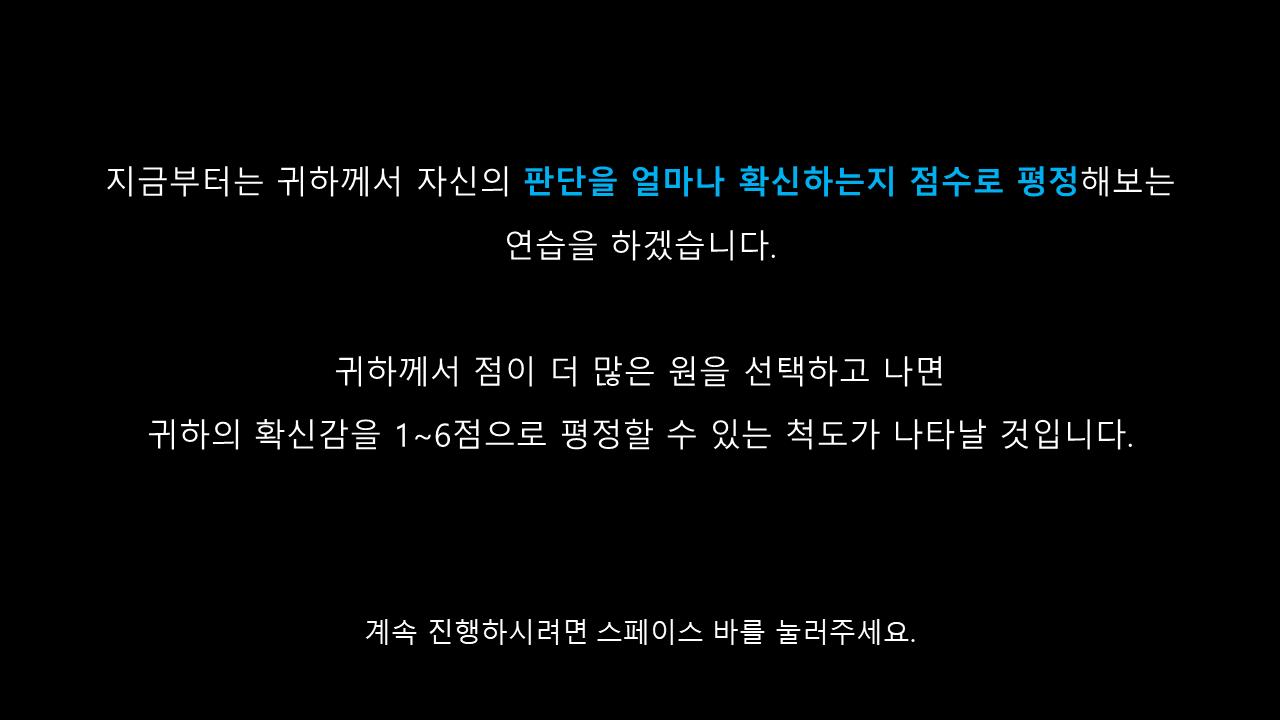 지금부터는 귀하께서 자신의 판단을 얼마나 확신하는지 점수로 평정해보는
연습을 하겠습니다.
귀하께서 점이 더 많은 원을 선택하고 나면
귀하의 확신감을 1~6점으로 평정할 수 있는 척도가 나타날 것입니다.
계속 진행하시려면 스페이스 바를 눌러주세요.